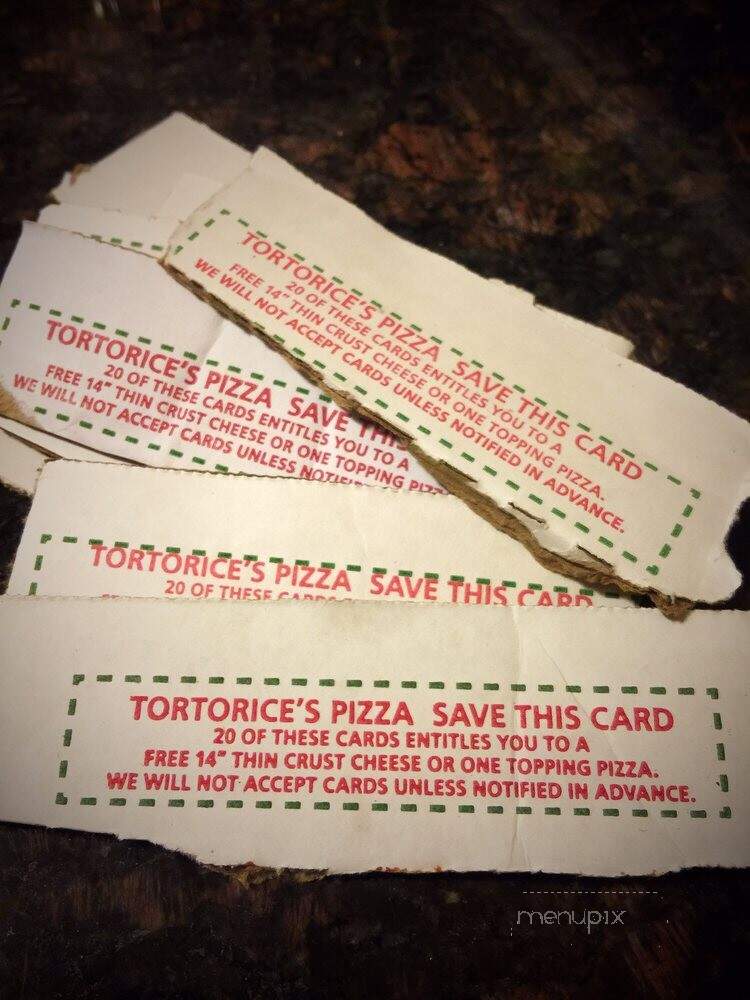 TORTORICE'S PIZZA SAVE THIS CARD
20 OF THESE CARDS ENTITLES YOU TO A
FREE 14" THIN CRUST CHEESE OR ONE TOPPING PIZZA.
WE WILL NOT ACCEPT CARDS UNLESS NOTIFIED IN ADVANCE.
TORTORICE'S PIZZA SAVE THIS
20 OF THESE CARDS ENTITLES YOU TO A
FREE 14" THIN CRUST CHEESE OR ONE TOPPING
WE WILL NOT ACCEPT CARDS UNLESS
TORTORICE'S PIZZA SAVE THIS CARD
20 OF THESE CARDS
TORTORICE'S PIZZA SAVE THIS CARD
20 OF THESE CARDS ENTITLES YOU TO A
FREE 14" THIN CRUST CHEESE OR ONE TOPPING PIZZA.
WE WILL NOT ACCEPT CARDS UNLESS NOTIFIED IN ADVANCE.
menupix